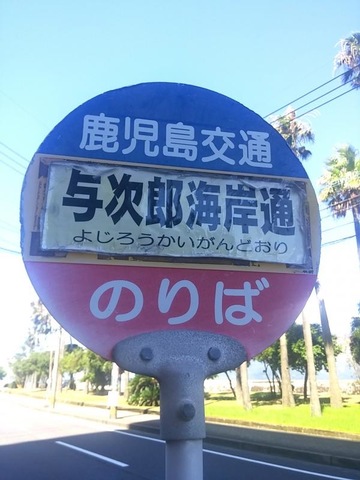 鹿児島交通
与次郎海岸通
よじろうかいがんどおり
のりば